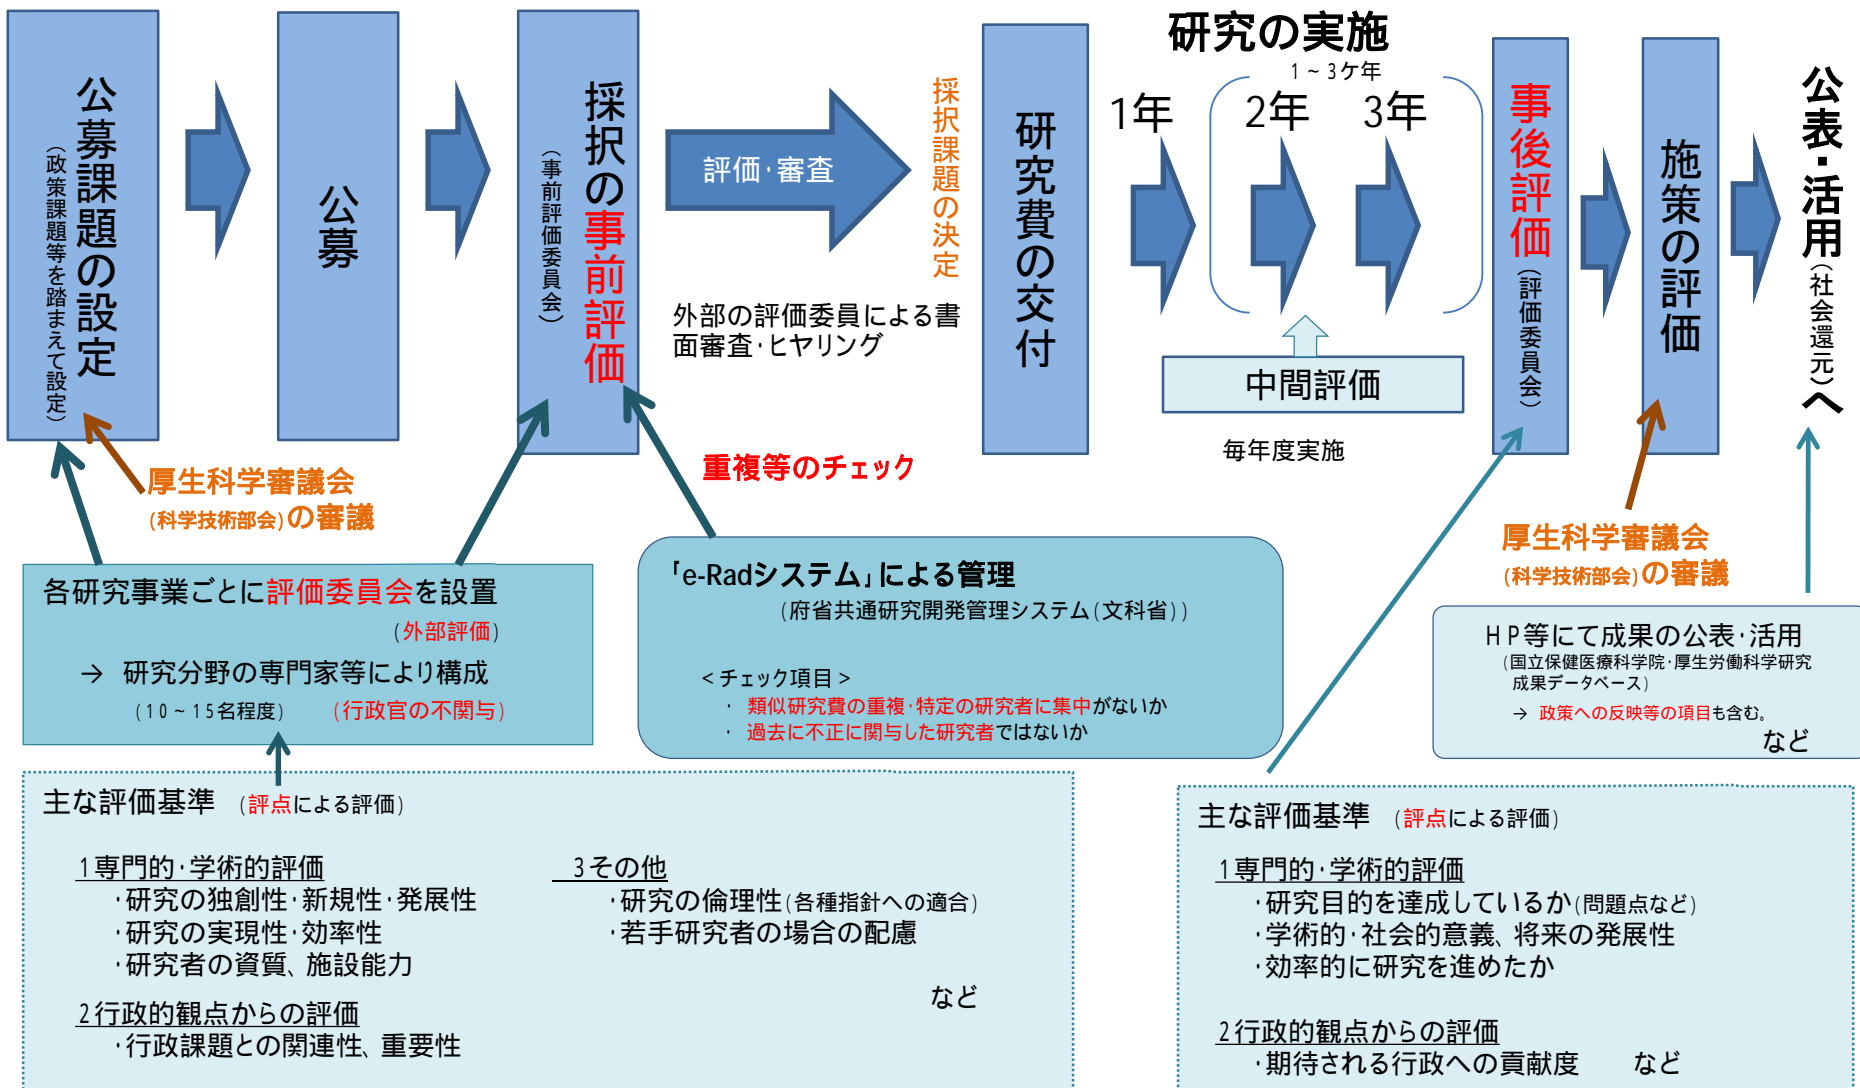 公募課題の設定
（政策課題等を踏まえて設定）
公募
採択の事前評価
（事前評価委員会）
評価・審査
採択課題の決定
外部の評価委員による書
面審査・ヒヤリング
研究費の交付
研究の実施
1～3ケ年
1年
2年
3年
中間評価
毎年度実施
事後評価
（評価委員会）
施策の評価
公表・活用（社会還元）へ
厚生科学審議会
(科学技術部会)の審議
重複等のチェック
厚生科学審議会
(科学技術部会)の審議
各研究事業ごとに評価委員会を設置
(外部評価)
→ 研究分野の専門家等により構成
(10～15名程度) (行政官の不関与)
「e-Radシステム」による管理
(府省共通研究開発管理システム(文科省))
＜チェック項目＞
・ 類似研究費の重複・特定の研究者に集中がないか
・ 過去に不正に関与した研究者ではないか
HP等にて成果の公表・活用
(国立保健医療科学院・厚生労働科学研究
成果データベース)
→ 政策への反映等の項目も含む。
など
主な評価基準 (評点による評価)
1専門的・学術的評価
・研究の独創性・新規性・発展性
・研究の実現性・効率性
・研究者の資質、施設能力
2行政的観点からの評価
・行政課題との関連性、重要性
3その他
・研究の倫理性(各種指針への適合)
・若手研究者の場合の配慮
など
主な評価基準 (評点による評価)
1専門的・学術的評価
・研究目的を達成しているか(問題点など)
・学術的・社会的意義、将来の発展性
・効率的に研究を進めたか
2行政的観点からの評価
・期待される行政への貢献度 など